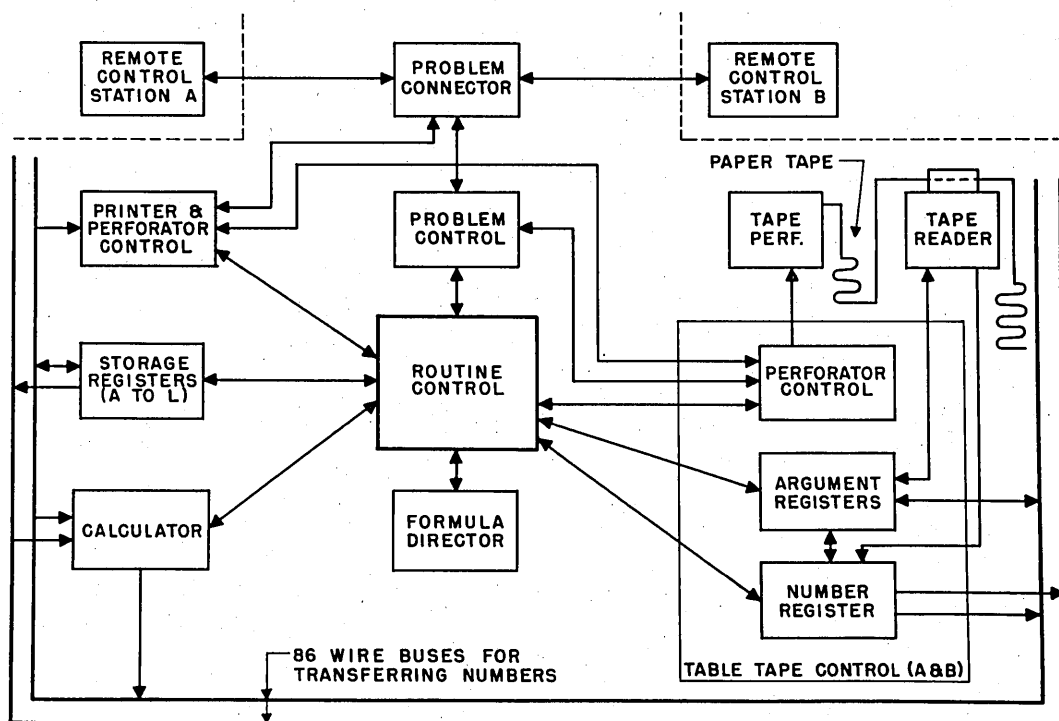 REMOTE
CONTROL
STATION A
PROBLEM
CONNECTOR
REMOTE
CONTROL
STATION B
PAPER TAPE
PRINTER &
PERFORATOR
CONTROL
PROBLEM
CONTROL
TAPE
PERF.
TAPE
READER
STORAGE
REGISTERS
(A TO L)
ROUTINE
CONTROL
PERFORATOR
CONTROL
CALCULATOR
FORMULA
DIRECTOR
ARGUMENT
REGISTERS
NUMBER
REGISTER
86 WIRE BUSES FOR
TRANSFERRING NUMBERS
TABLE TAPE CONTROL (A&B)